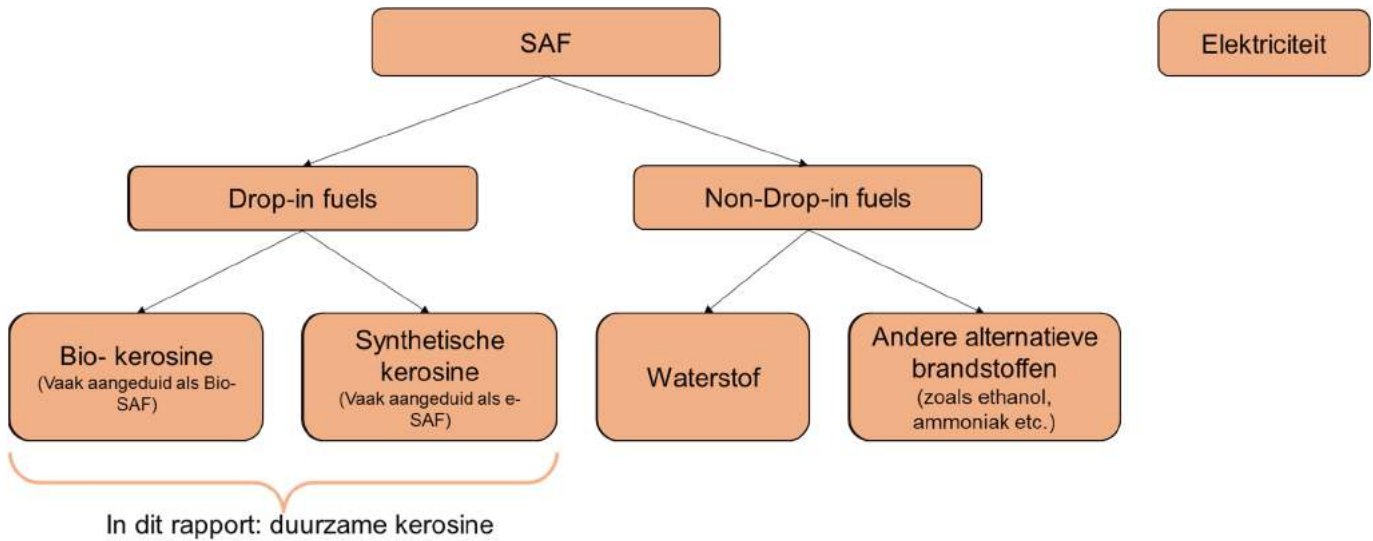 SAF
Elektriciteit
Drop-in fuels
Non-Drop-in fuels
Bio- kerosine
(Vaak aangeduid als Bio-
SAF)
Synthetische
kerosine
(Vaak aangeduid als e-
SAF)
Waterstof
Andere alternatieve
brandstoffen
(zoals ethanol,
ammoniak etc.)
In dit rapport: duurzame kerosine